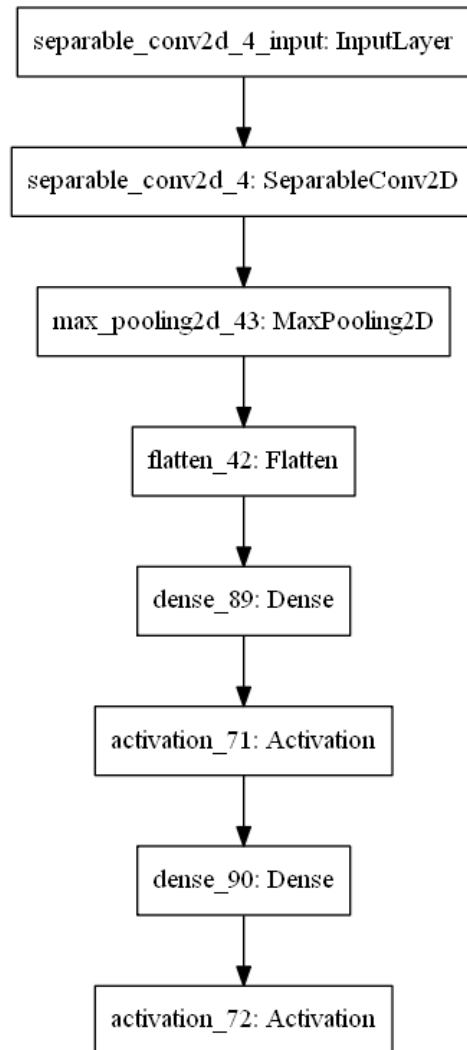 separable_conv2d_4_input: InputLayer
separable_conv2d_4: SeparableConv2D
max_pooling2d_43: MaxPooling2D
flatten_42: Flatten
dense_89: Dense
activation_71: Activation
dense_90: Dense
activation_72: Activation